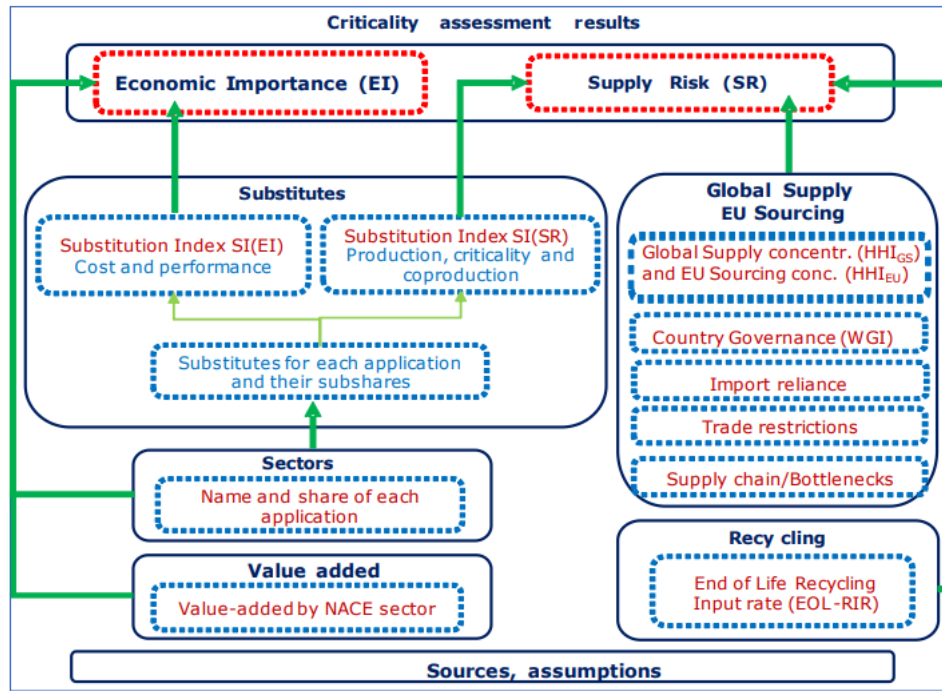 Criticality assessment results
Economic Importance (EI)
Supply Risk (SR)
Substitutes
Substitution Index SI(EI)
Cost and performance
Substitution Index SI(SR)
Production, criticality and
coproduction
Substitutes for each application
and their subshares
Sectors
Name and share of each
application
Value added
Value-added by NACE sector
Global Supply
EU Sourcing
Global Supply concentr. (HHIGS)
and EU Sourcing conc. (HHIEU)
Country Governance (WGI)
Import reliance
Trade restrictions
Supply chain/Bottlenecks
Recy cling
End of Life Recycling
Input rate (EOL-RIR)
Sources, assumptions